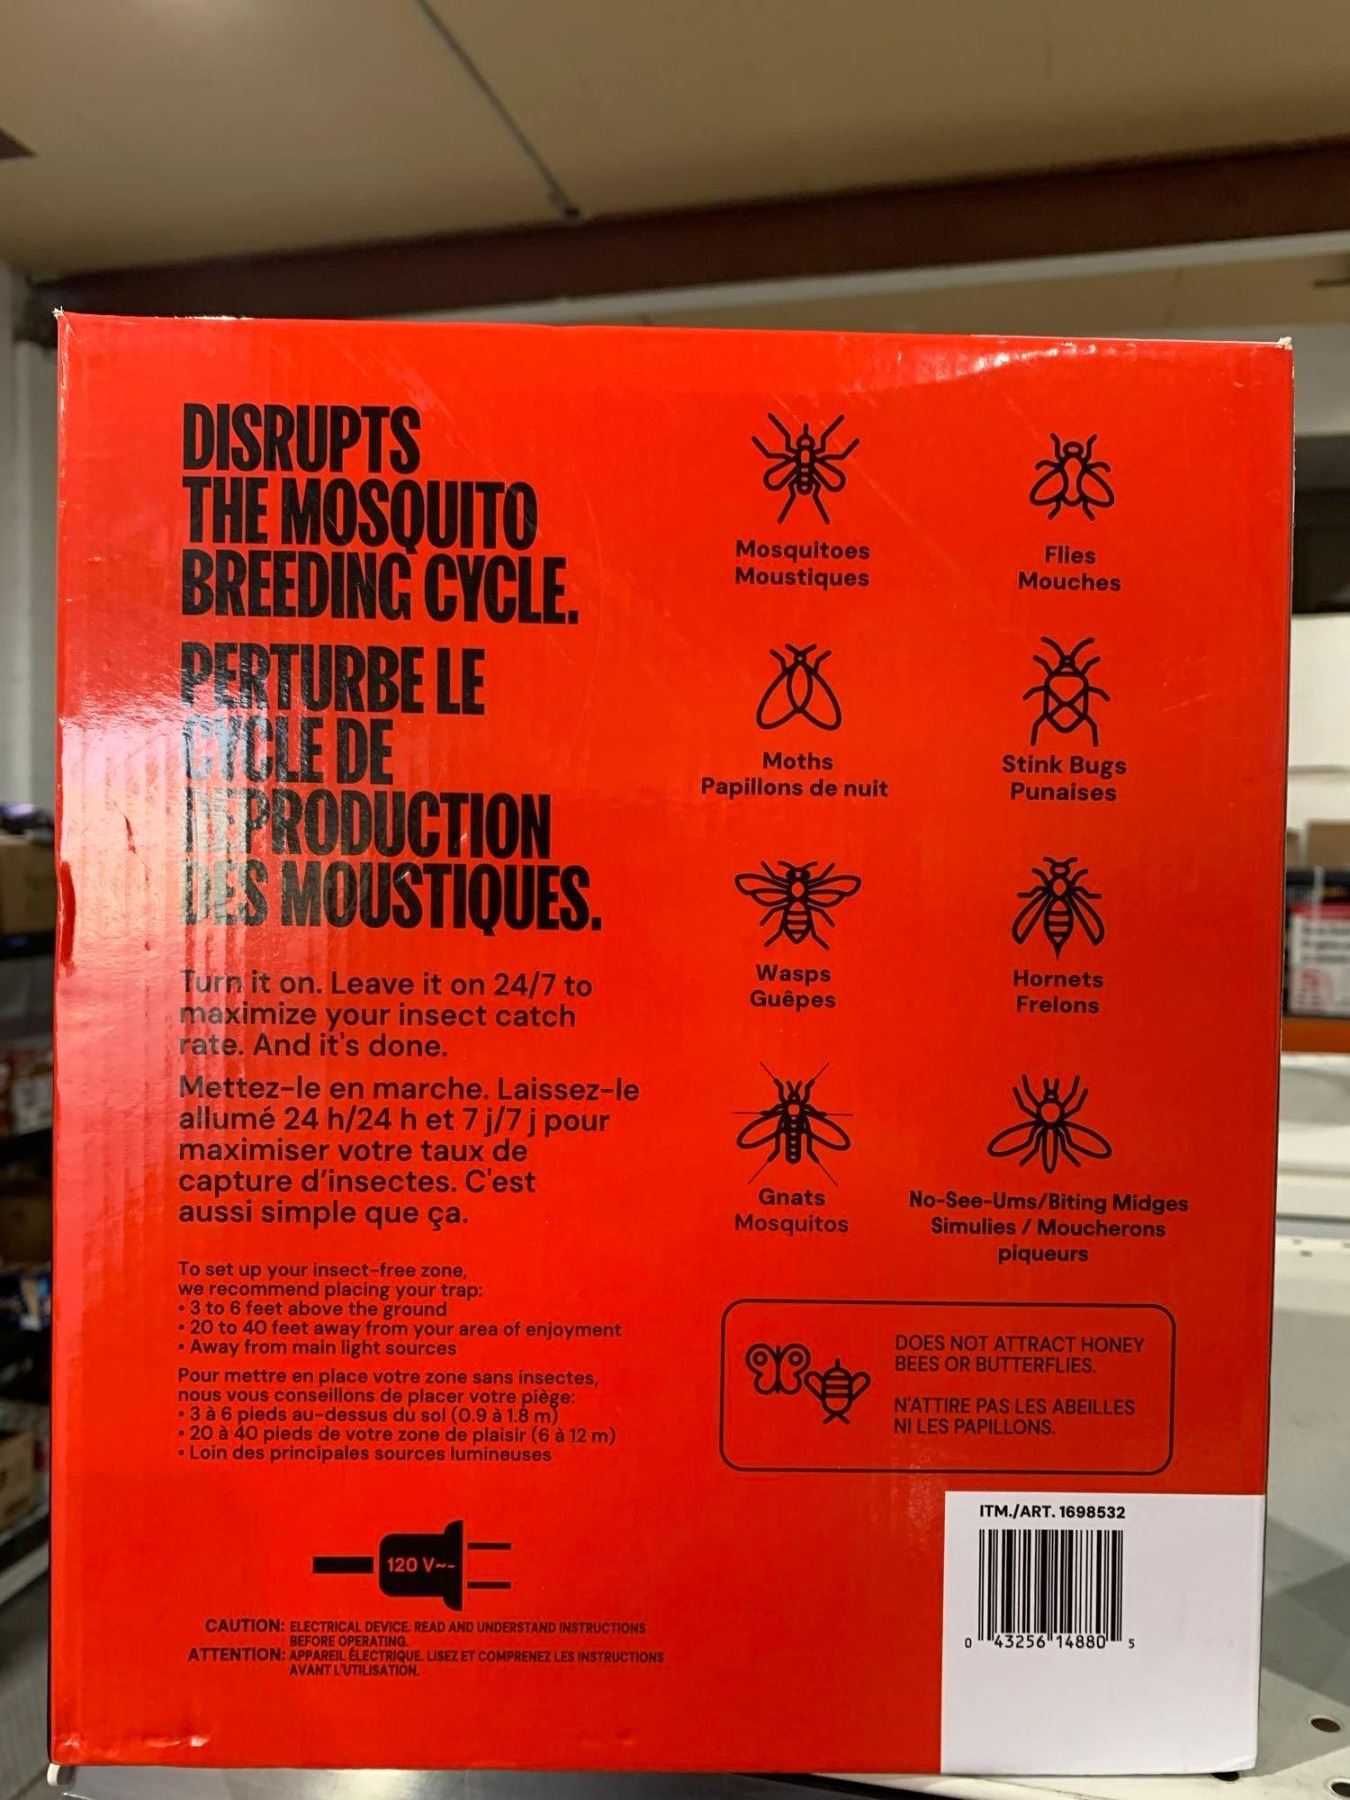 DISRUPTS
THE MOSQUITO
BREEDING CYCLE.
PERTURBE LE
CYCLE DE
REPRODUCTION
DES MOUSTIQUES.
Turn it on. Leave it on 24/7 to
maximize your insect catch
rate. And it's done.
Mettez-le en marche. Laissez-le
allumé 24 h/24 h et 7 j/7 j pour
maximiser votre taux de
capture d'insectes. C'est
aussi simple que ça.
To set up your insect-free zone,
we recommend placing your trap:
• 3 to 6 feet above the ground
• 20 to 40 feet away from your area of enjoyment
• Away from main light sources
Pour mettre en place votre zone sans insectes,
nous vous conseillons de placer votre piège:
• 3 à 6 pieds au-dessus du sol (0.9 à 1.8 m)
• 20 à 40 pieds de votre zone de plaisir (6 à 12 m)
• Loin des principales sources lumineuses
120 V~-
CAUTION: ELECTRICAL DEVICE. READ AND UNDERSTAND INSTRUCTIONS
BEFORE OPERATING.
ATTENTION: APPAREIL ÉLECTRIQUE. LISEZ ET COMPRENEZ LES INSTRUCTIONS
AVANT L'UTILISATION.
Mosquitoes
Moustiques
Flies
Mouches
Moths
Papillons de nuit
Stink Bugs
Punaises
Wasps
Guêpes
Hornets
Frelons
Gnats
Mosquitos
No-See-Ums/Biting Midges
Simulies / Moucherons
piqueurs
DOES NOT ATTRACT HONEY
BEES OR BUTTERFLIES.
N'ATTIRE PAS LES ABEILLES
NI LES PAPILLONS.
ITM./ART. 1698532
0 43256 14880 5